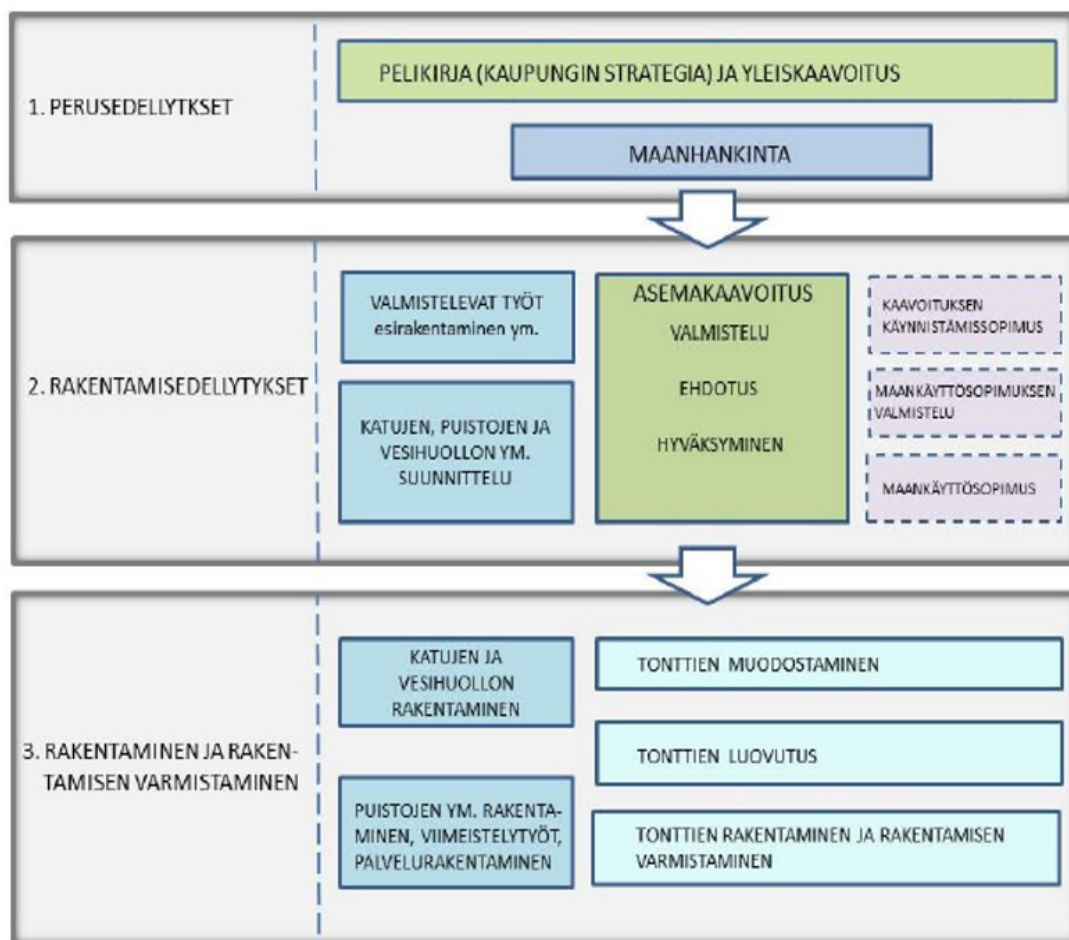 1. PERUSEDELLYTKSET
PELIKIRJA (KAUPUNGIN STRATEGIA) JA YLEISKAAVOITUS
MAANHANKINTA
2. RAKENTAMISEDELLYTYKSET
VALMISTELEVAT TYÖT
esirakentaminen ym.
KATUJEN, PUISTOJEN JA
VESIHUOLLON YM.
SUUNNITTELU
ASEMAKAAVOITUS
VALMISTELU
EHDOTUS
HYVÄKSYMINEN
KAAVOITUKSEN
KÄYNNISTÄMISSOPIMUS
MAANKÄYTTÖSOPIMUKSEN
VALMISTELU
MAANKÄYTTÖSOPIMUS
3. RAKENTAMINEN JA RAKEN-
TAMISEN VARMISTAMINEN
KATUJEN JA
VESIHUOLLON
RAKENTAMINEN
PUISTOJEN YM. RAKENTA-
MINEN, VIIMEISTELYTYÖT,
PALVELURAKENTAMINEN
TONTTIEN MUODOSTAMINEN
TONTTIEN LUOVUTUS
TONTTIEN RAKENTAMINEN JA RAKENTAMISEN
VARMISTAMINEN